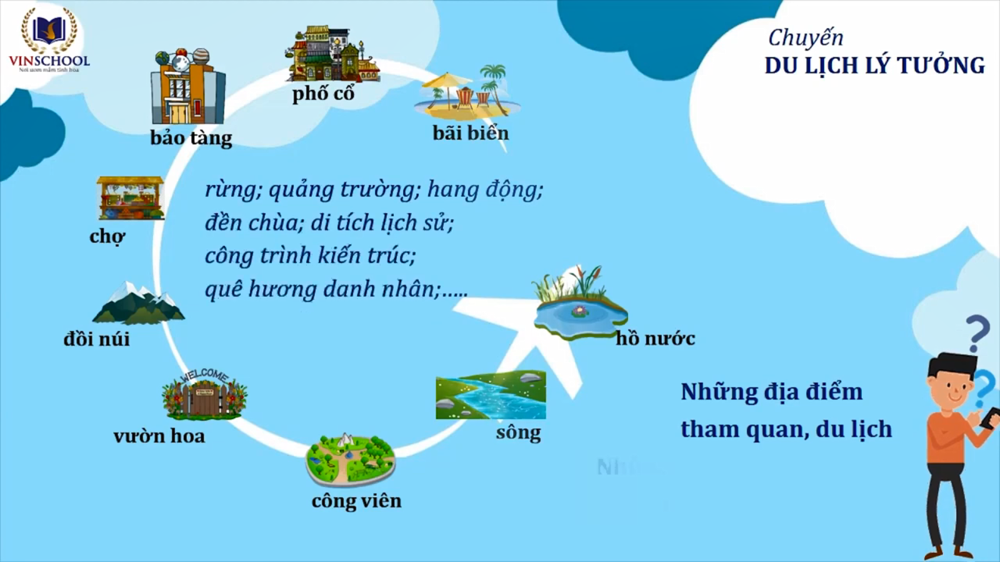 VINSCHOOL
Nơi ươm mầm tinh hoa
Chuyến
DU LỊCH LÝ TƯỞNG
phố cổ
bãi biển
bảo tàng
rừng; quảng trường; hang động;
đền chùa; di tích lịch sử;
công trình kiến trúc;
quê hương danh nhân;.....
chợ
đồi núi
hồ nước
WELCOME
vườn hoa
sông
công viên
Những địa điểm
tham quan, du lịch